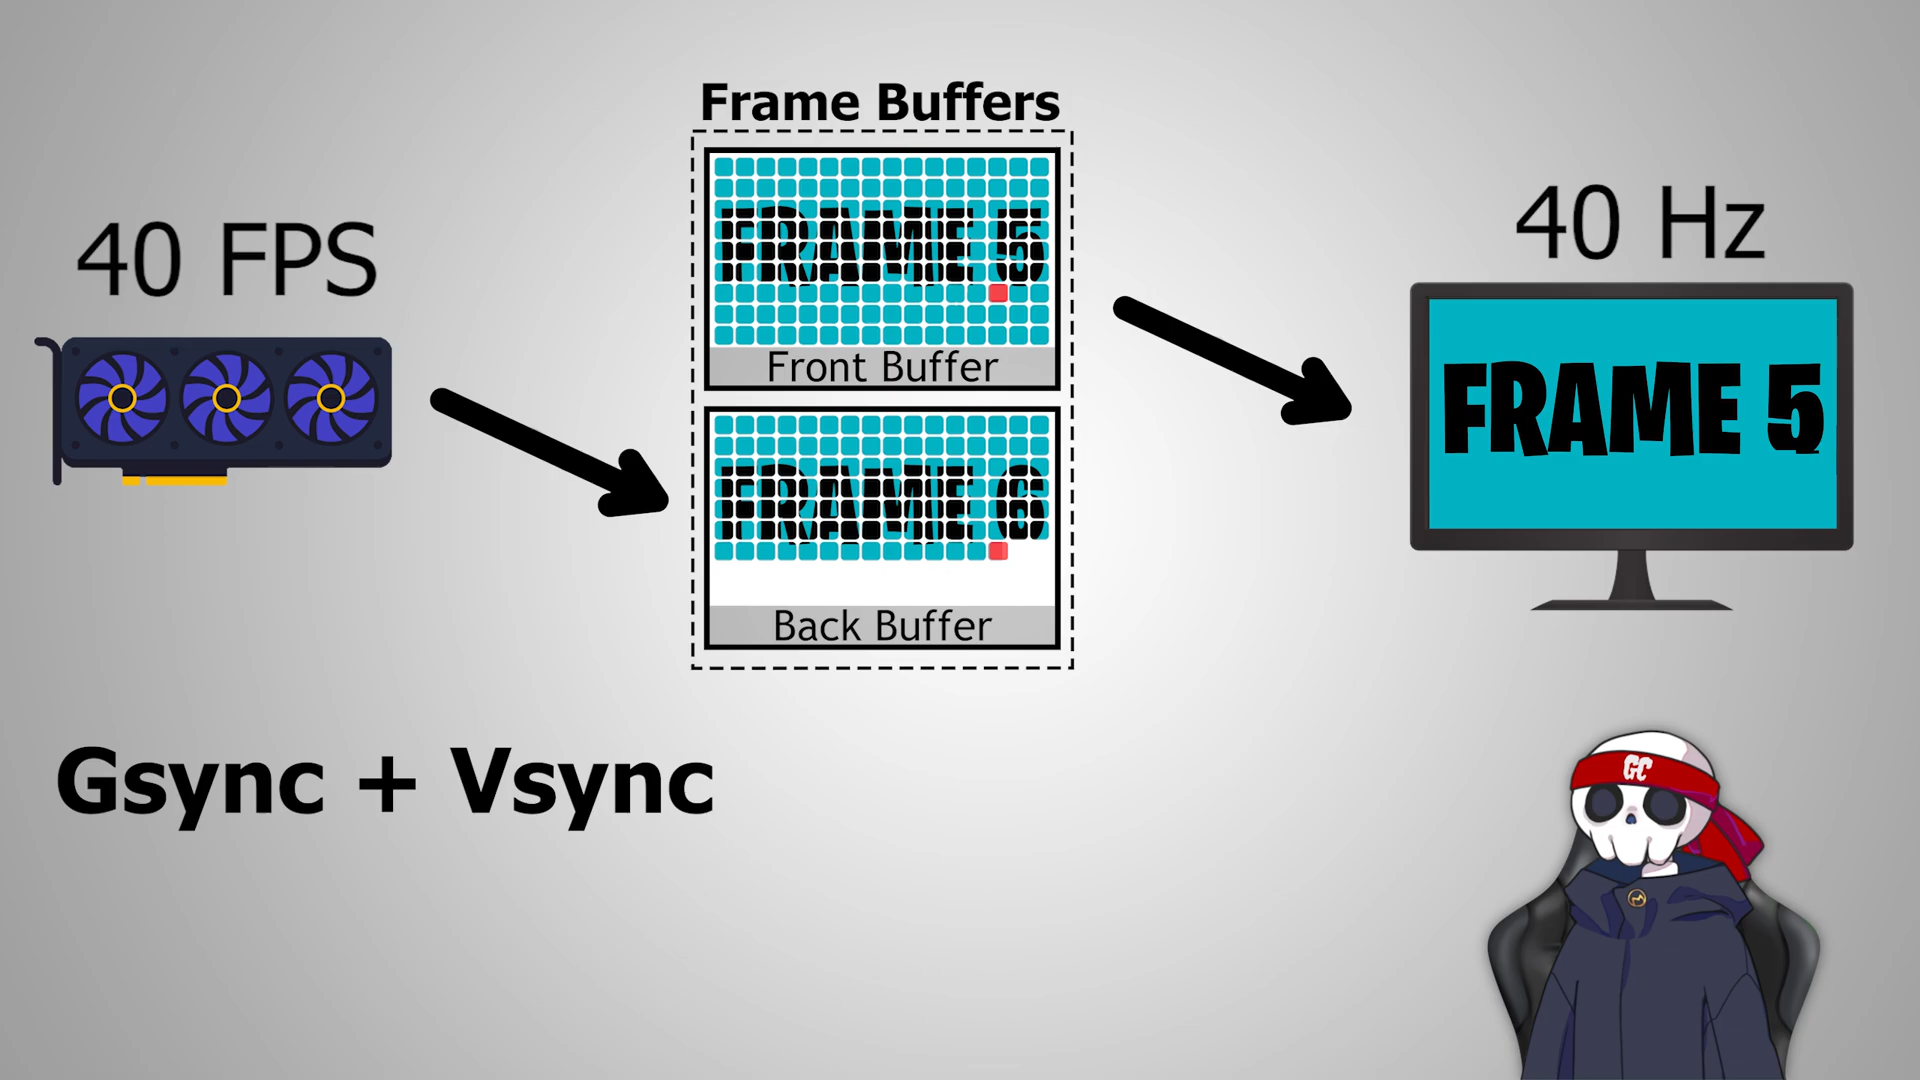 Frame Buffers
40 FPS
FRAME 5
Front Buffer
FRAME 6
Back Buffer
40 Hz
FRAME 5
Gsync + Vsync
GC